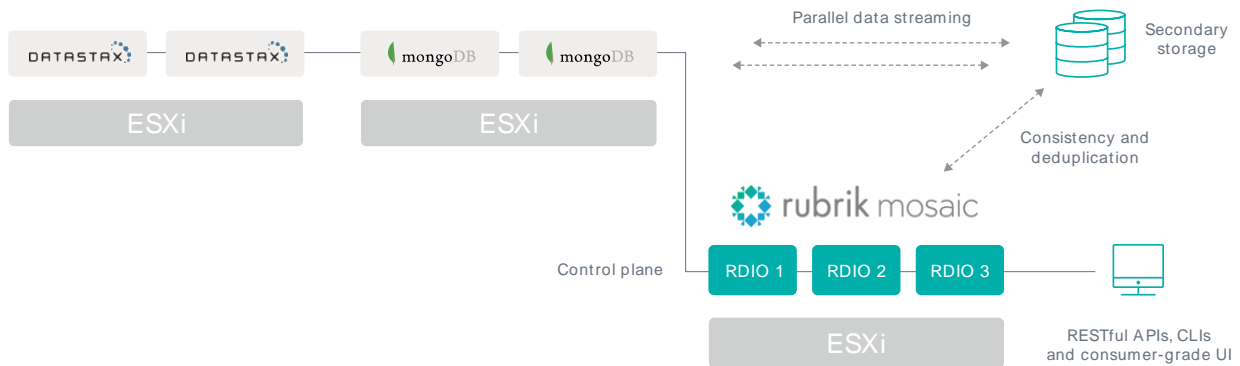 Parallel data streaming
Secondary
storage
DATASTAX
DATASTAX
mongoDB
mongoDB
ESXi
ESXi
Consistency and
deduplication
rubrik mosaic
Control plane
RDIO 1
RDIO 2
RDIO 3
ESXi
RESTful APIs, CLIs
and consumer-grade UI